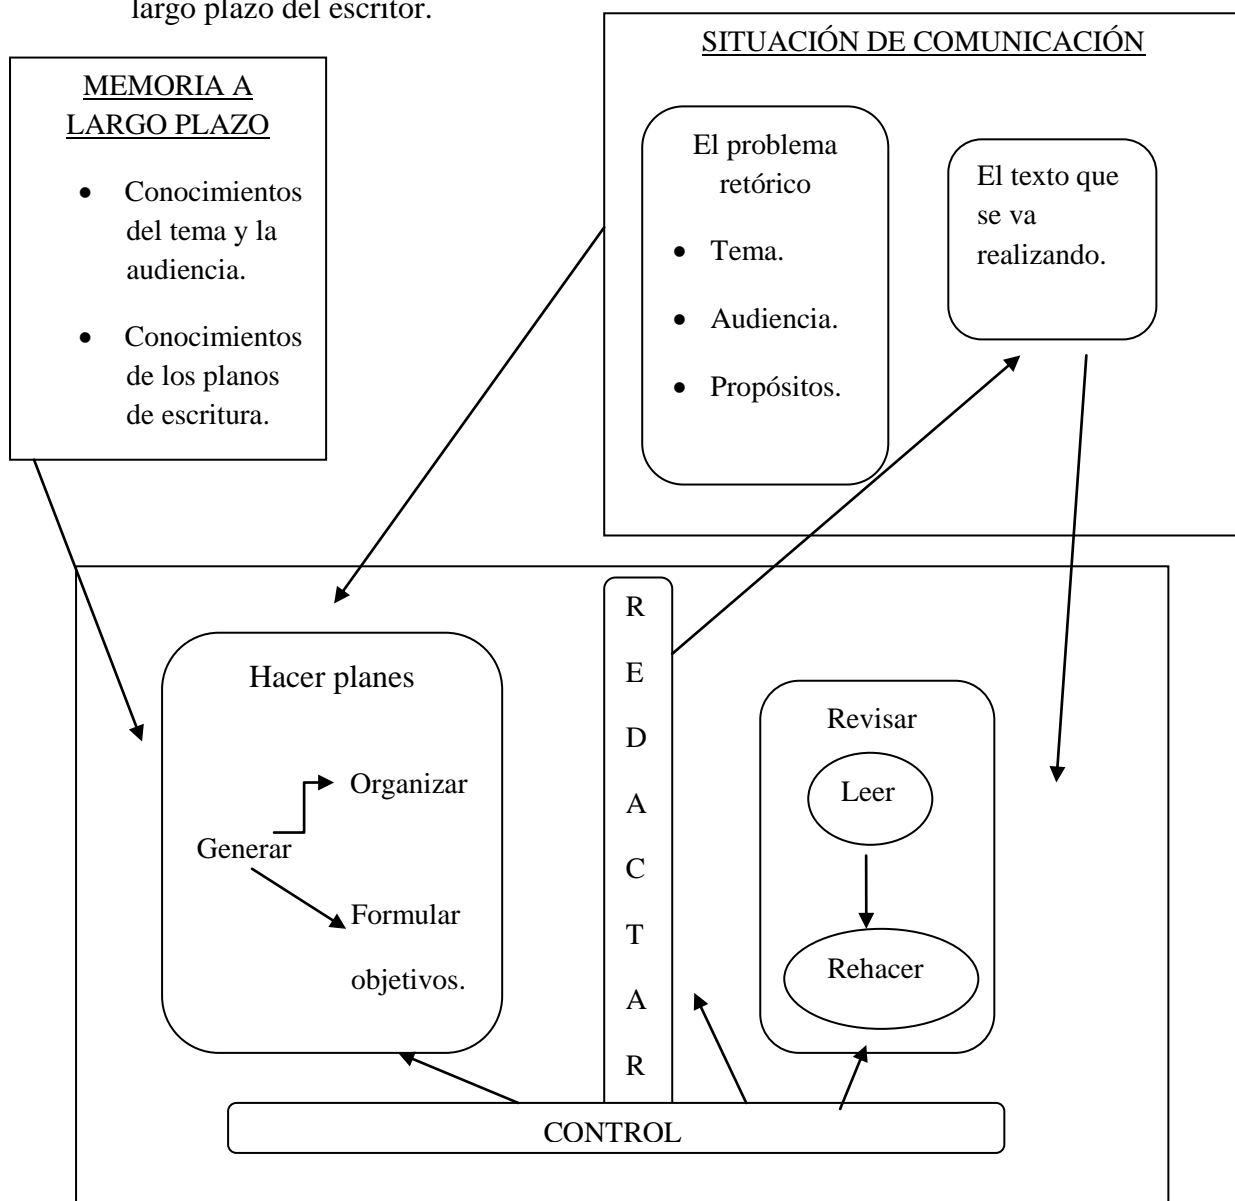 largo plazo del escritor.
SITUACIÓN DE COMUNICACIÓN
MEMORIA A
LARGO PLAZO
• Conocimientos
del tema y la
audiencia.
• Conocimientos
de los planos
de escritura.
El problema
retórico
• Tema.
• Audiencia.
• Propósitos.
El texto que
se va
realizando.
Hacer planes
Organizar
Generar
Formular
objetivos.
R
E
D
A
C
T
A
R
Revisar
Leer
Rehacer
CONTROL